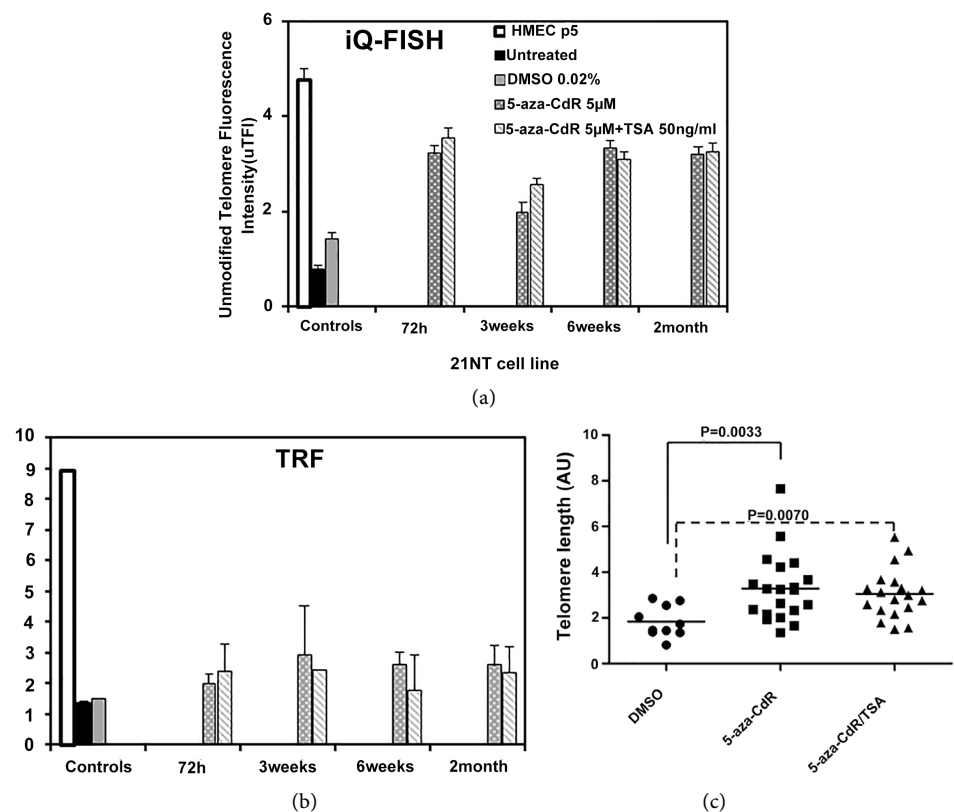 (a)
iQ-FISH
HMEC p5
Untreated
DMSO 0.02%
5-aza-CdR 5µM
5-aza-CdR 5µM+TSA 50ng/ml
Unmodified Telomere Fluorescence
Intensity(uTFI)
6
4
2
0
Controls 72h 3weeks 6weeks 2month
21NT cell line
(a)
TRF
10
9
8
7
6
5
4
3
2
1
0
Controls 72h 3weeks 6weeks 2month
(b)
Telomere length (AU)
10
8
6
4
2
0
P=0.0033
P=0.0070
DMSO
5-aza-CdR
5-aza-CdR/TSA
(c)